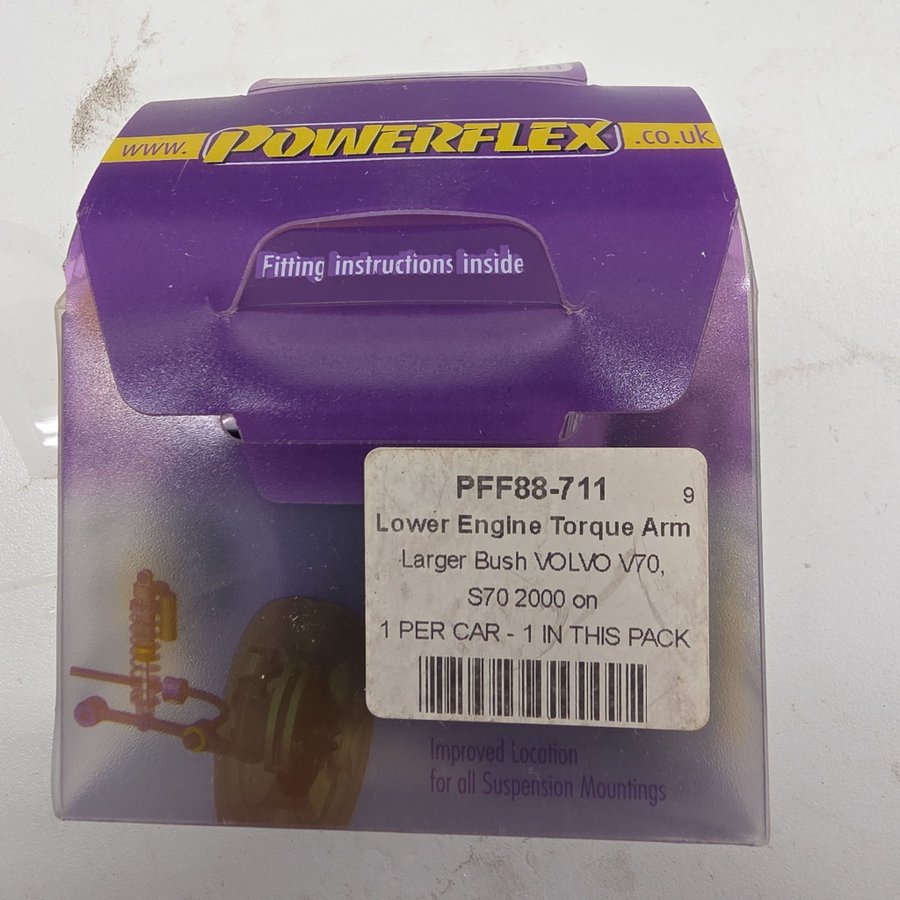 www. POWERFLEX® .co.uk
Fitting instructions inside
PFF88-711 9
Lower Engine Torque Arm
Larger Bush VOLVO V70,
S70 2000 on
1 PER CAR - 1 IN THIS PACK
Improved Location
for all Suspension Mountings